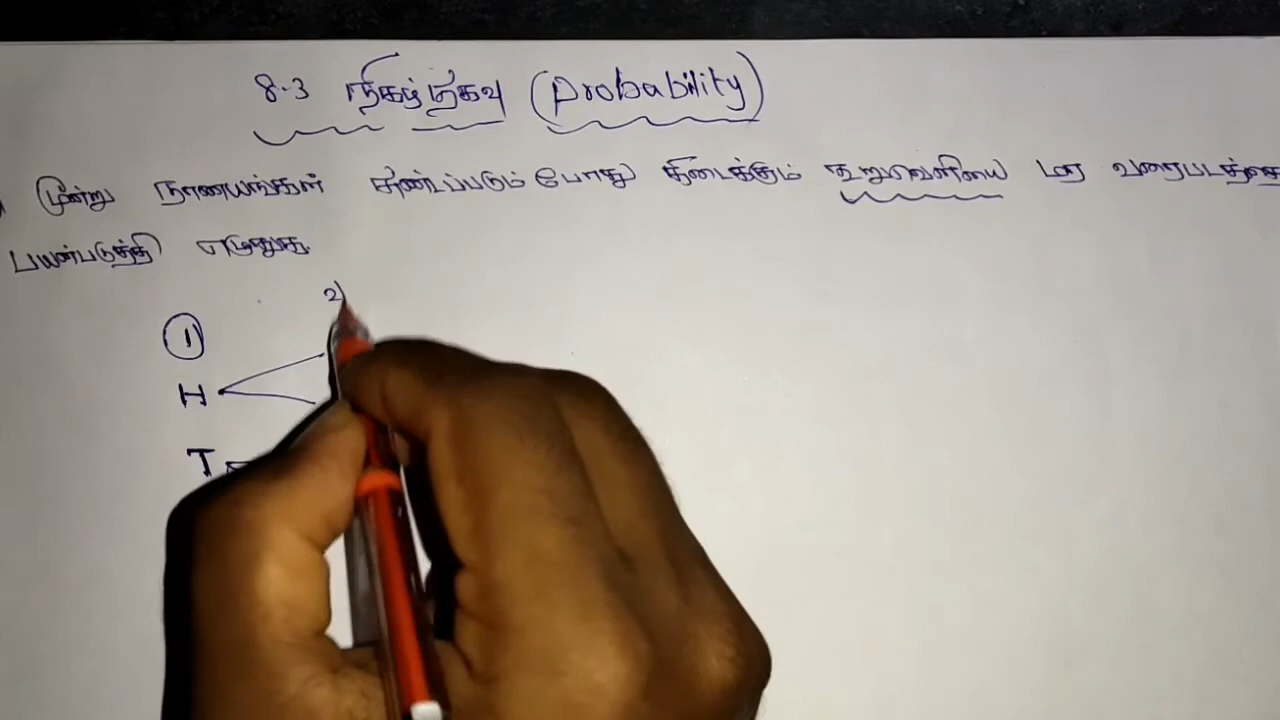 8.3 நிகழ்தகவு (Probability)
மூன்று நாணயங்கள் சுண்டப்படும் போது கிடைக்கும் கூறுவெளியை மர வரைபடத்தை
பயன்படுத்தி எழுதுக.
2)
1
H
T